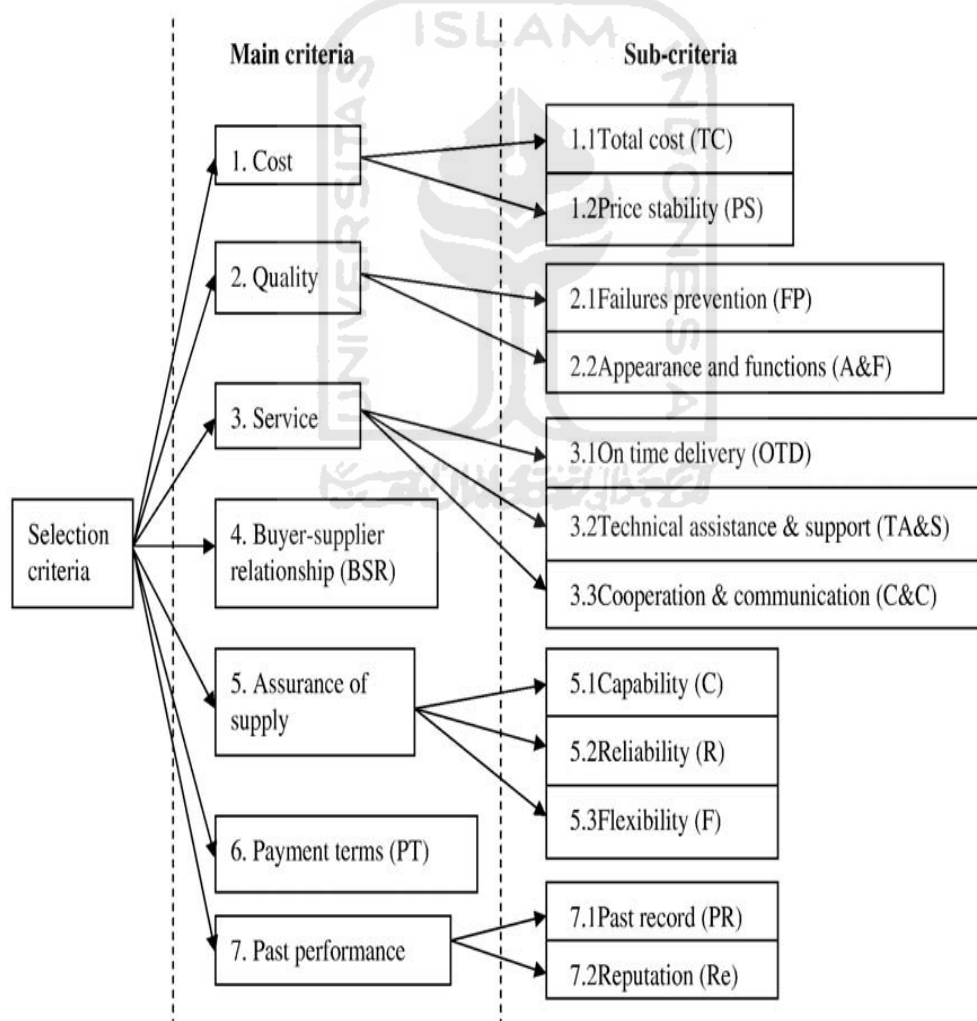 ISLAM
UNIVERSITAS
INDONESIA
Main criteria
Sub-criteria
Selection
criteria
1. Cost
1.1Total cost (TC)
1.2Price stability (PS)
2. Quality
2.1Failures prevention (FP)
2.2Appearance and functions (A&F)
3. Service
3.1On time delivery (OTD)
3.2Technical assistance & support (TA&S)
3.3Cooperation & communication (C&C)
4. Buyer-supplier
relationship (BSR)
5. Assurance of
supply
5.1Capability (C)
5.2Reliability (R)
5.3Flexibility (F)
6. Payment terms (PT)
7. Past performance
7.1Past record (PR)
7.2Reputation (Re)